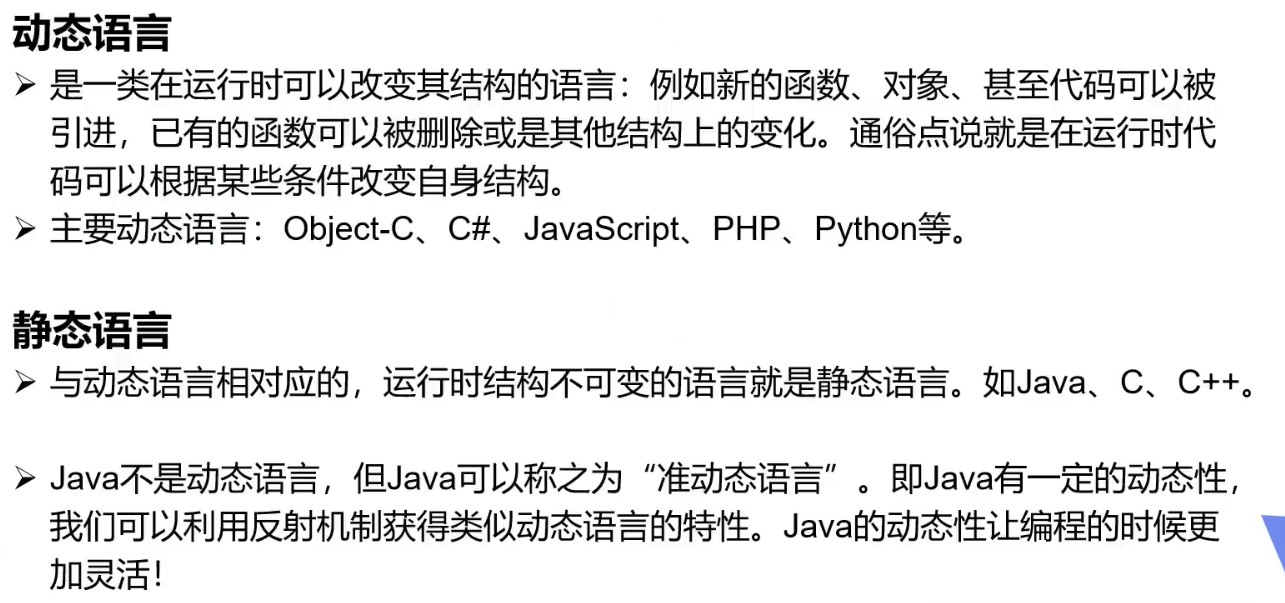 动态语言
➢ 是一类在运行时可以改变其结构的语言：例如新的函数、对象、甚至代码可以被
引进，已有的函数可以被删除或是其他结构上的变化。通俗点说就是在运行时代
码可以根据某些条件改变自身结构。
➢ 主要动态语言：Object-C、C#、JavaScript、PHP、Python等。
静态语言
➢ 与动态语言相对应的，运行时结构不可变的语言就是静态语言。如Java、C、C++。
➢ Java不是动态语言，但Java可以称之为“准动态语言”。即Java有一定的动态性，
我们可以利用反射机制获得类似动态语言的特性。Java的动态性让编程的时候更
加灵活！